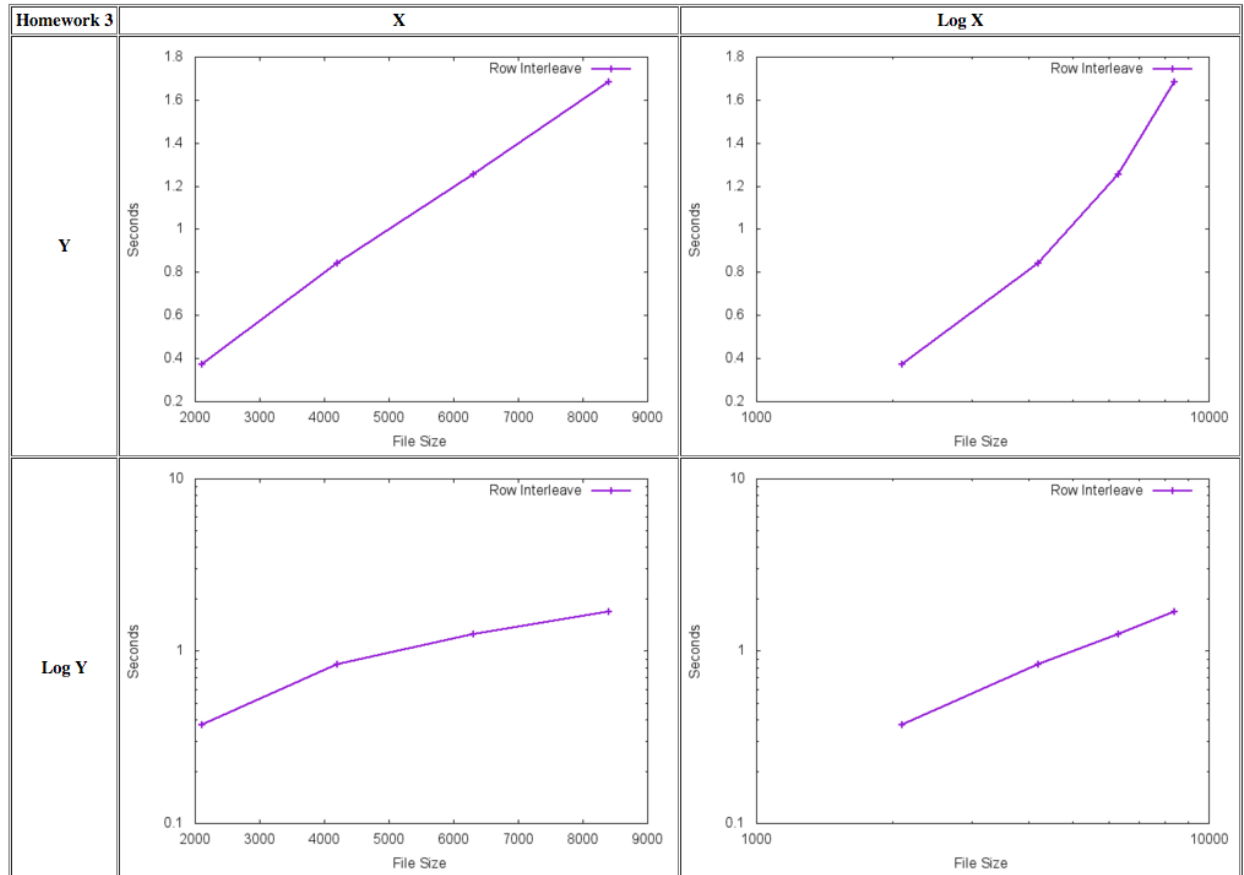 Homework 3 X Log X
Y
Row Interleave
1.8
1.6
1.4
1.2
1
0.8
0.6
0.4
0.2
Seconds
2000 3000 4000 5000 6000 7000 8000 9000
File Size
Row Interleave
1.8
1.6
1.4
1.2
1
0.8
0.6
0.4
0.2
Seconds
1000 10000
File Size
Log Y
Row Interleave
10
1
0.1
Seconds
2000 3000 4000 5000 6000 7000 8000 9000
File Size
Row Interleave
10
1
0.1
Seconds
1000 10000
File Size